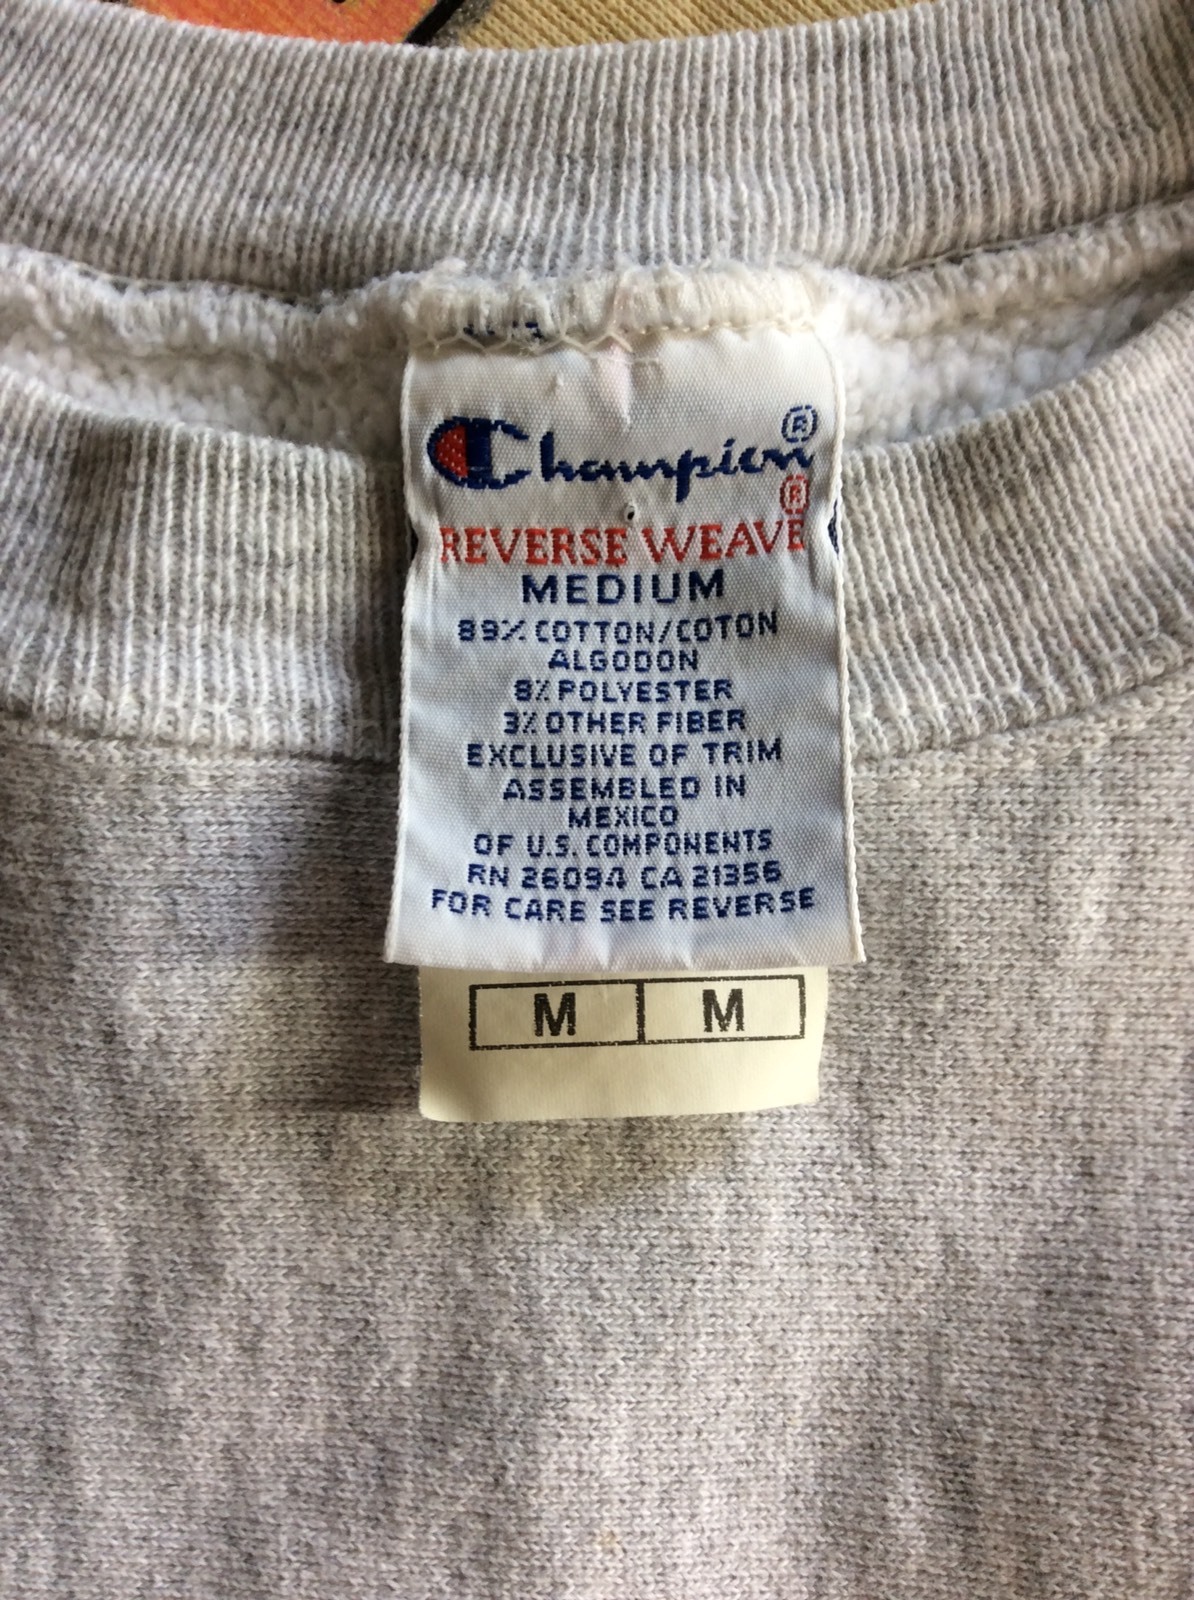 Champion®
REVERSE WEAVE®
MEDIUM
89% COTTON/COTON
ALGODON
8% POLYESTER
3% OTHER FIBER
EXCLUSIVE OF TRIM
ASSEMBLED IN
MEXICO
OF U.S. COMPONENTS
RN 26094 CA 21356
FOR CARE SEE REVERSE
M M